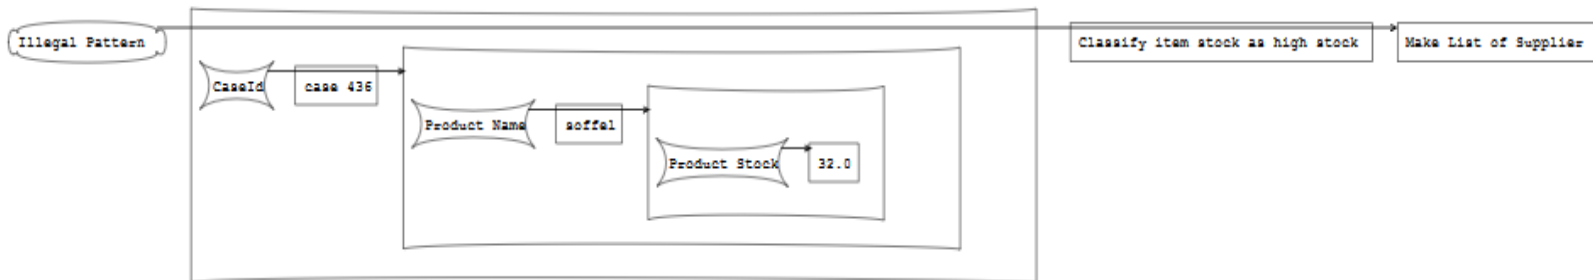 Illegal Pattern
Classify item stock as high stock
Make List of Supplier
CaseId
case 436
Product Name
soffel
Product Stock
32.0